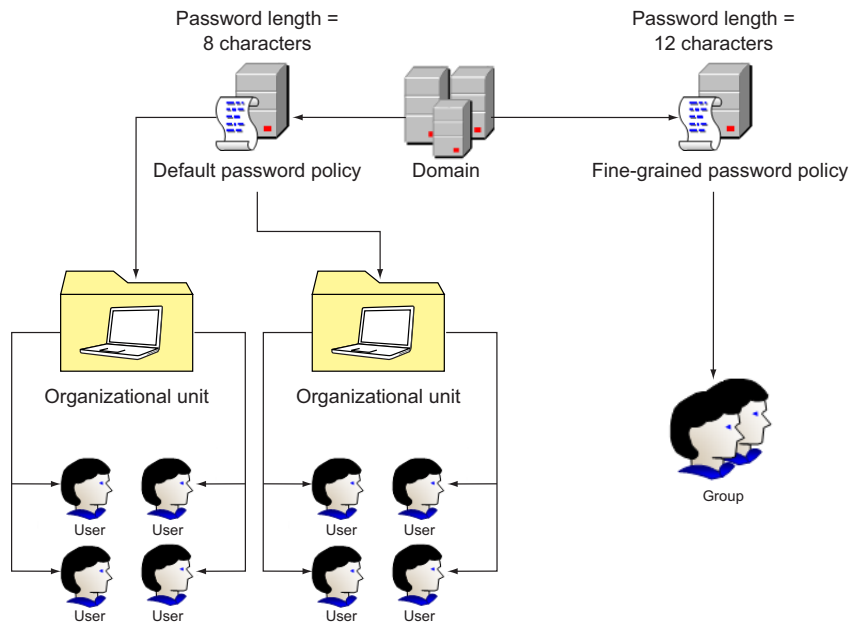 Password length =
8 characters
Password length =
12 characters
Default password policy
Domain
Fine-grained password policy
Organizational unit
Organizational unit
Group
User
User
User
User
User
User
User
User